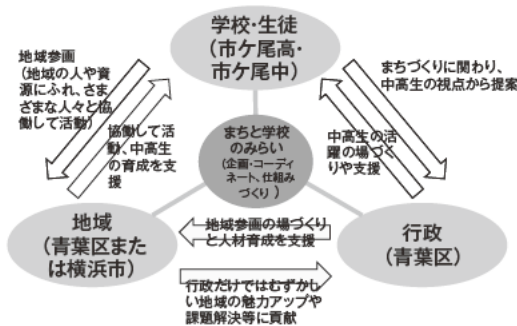 学校・生徒
(市ケ尾高・
市ケ尾中)
地域参画
(地域の人や資
源にふれ、さま
ざまな人々と協
働して活動)
まちづくりに関わり、
中高生の視点から提案
協働して活
動、中高生
の育成を支
援
まちと学校
のみらい
(企画・コーディ
ネート、仕組み
づくり)
中高生の活
躍の場づく
りや支援
地域
(青葉区また
は横浜市)
地域参画の場づくり
と人材育成を支援
行政
(青葉区)
行政だけではむずかし
い地域の魅力アップや
課題解決等に貢献